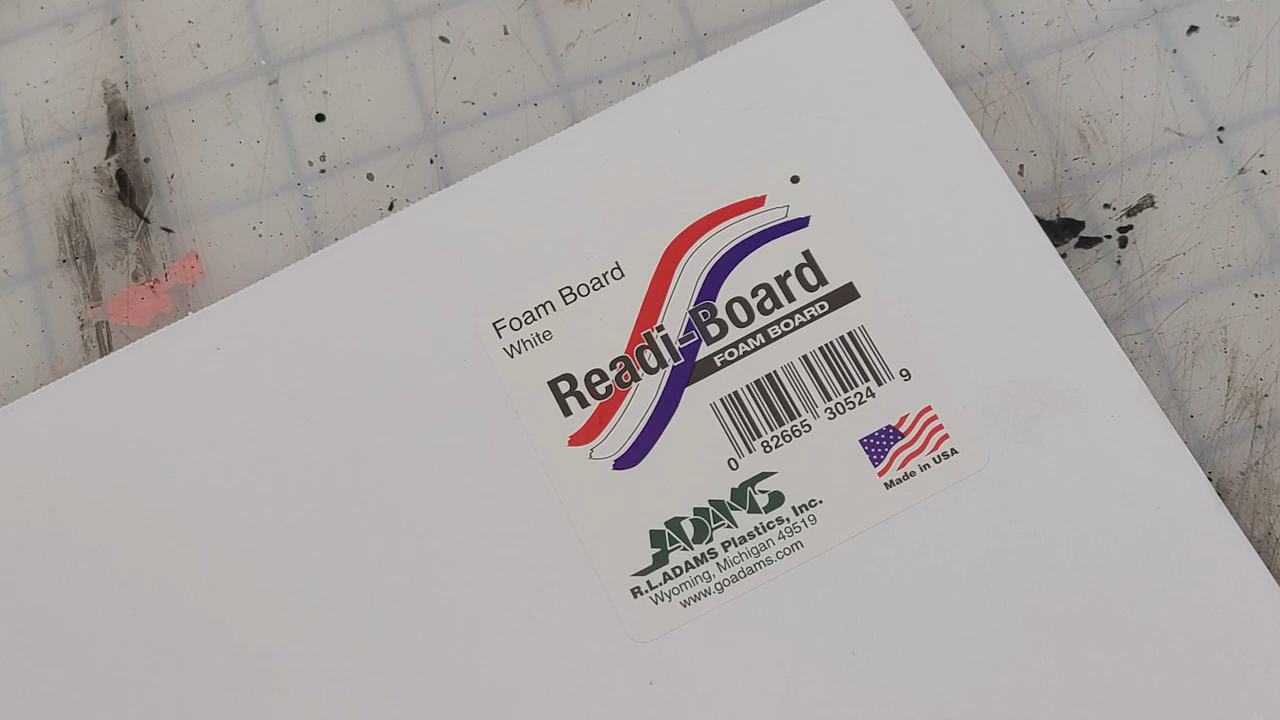 Foam Board
White
Readi-Board
FOAM BOARD
0 82665 30524 9
Made in USA
ADAMS
R.L.ADAMS Plastics, Inc.
Wyoming, Michigan 49519
www.goadams.com